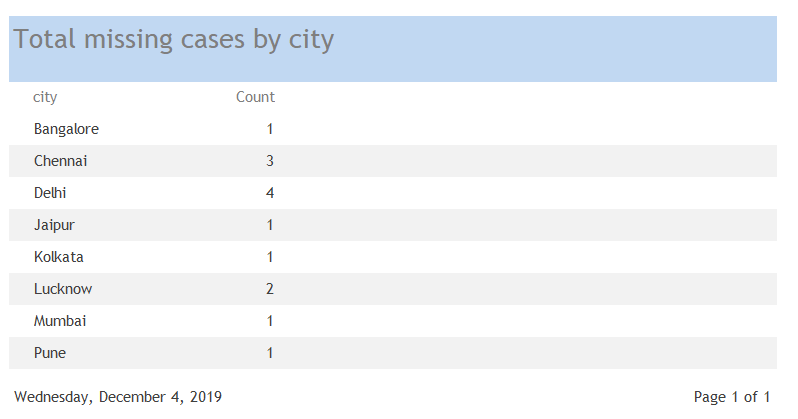 Total missing cases by city
city Count
Bangalore 1
Chennai 3
Delhi 4
Jaipur 1
Kolkata 1
Lucknow 2
Mumbai 1
Pune 1
Wednesday, December 4, 2019 Page 1 of 1